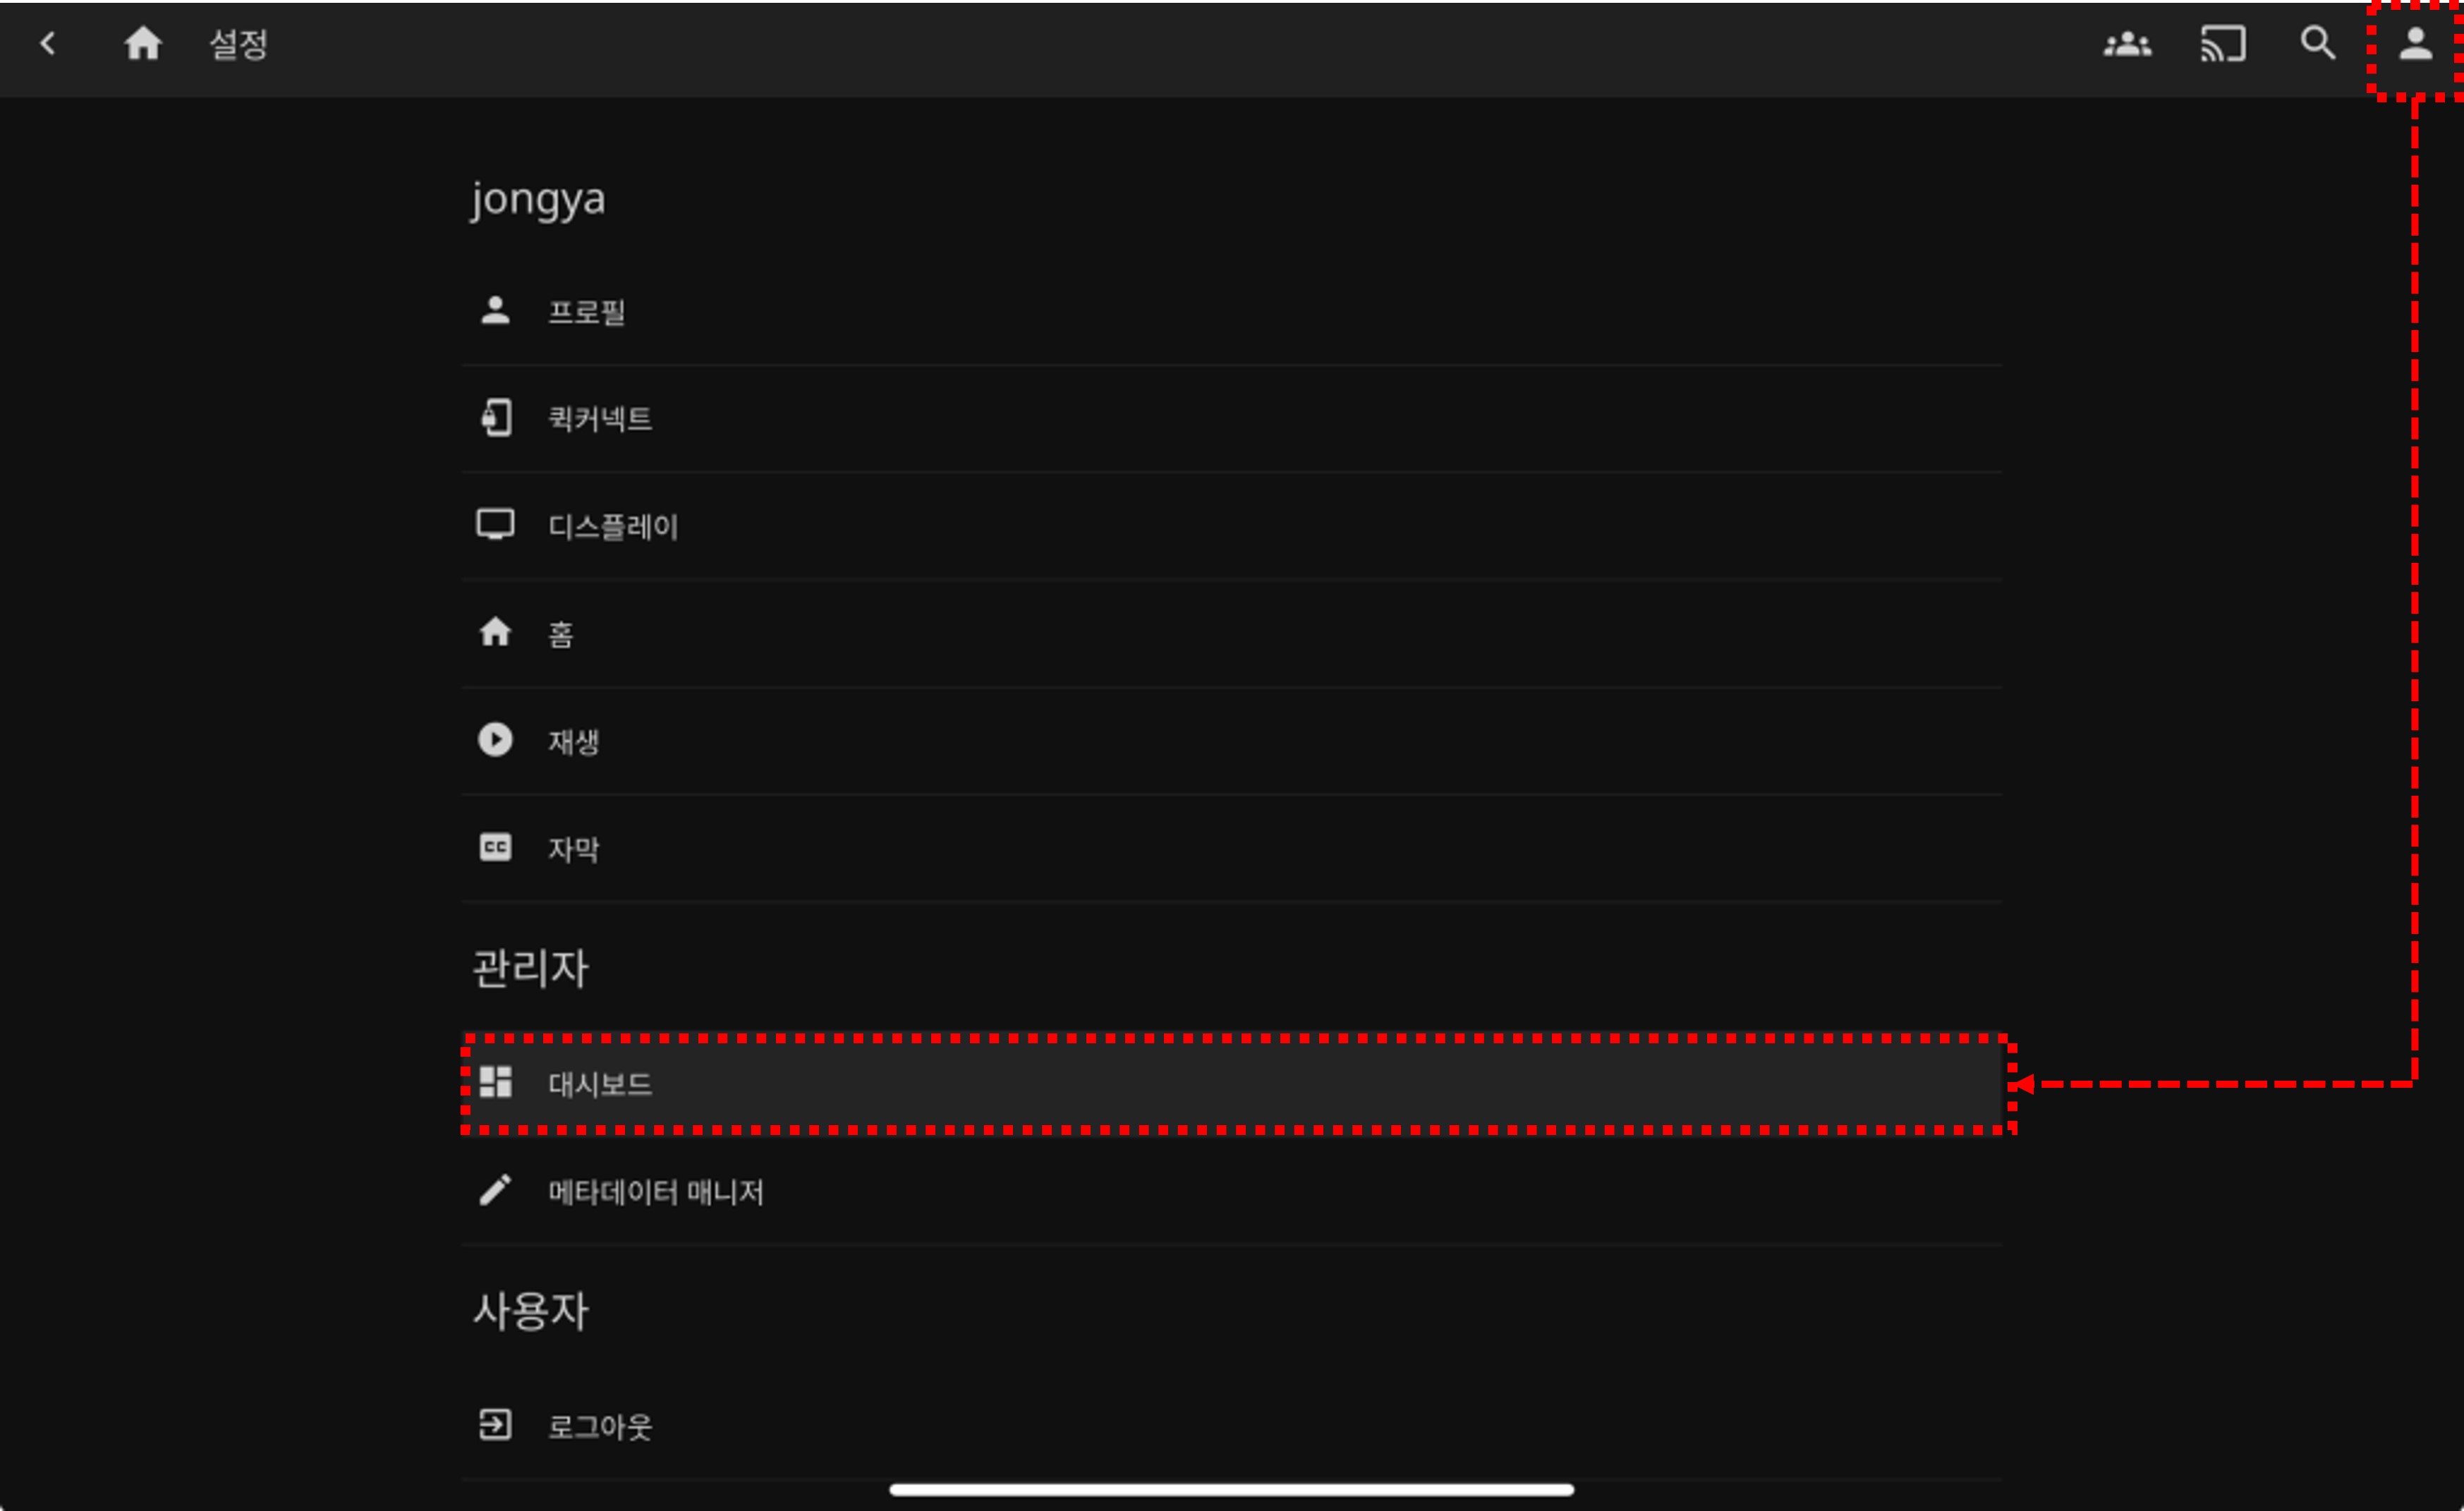 설정
jongya
프로필
퀵커넥트
디스플레이
홈
재생
자막
관리자
대시보드
메타데이터 매니저
사용자
로그아웃